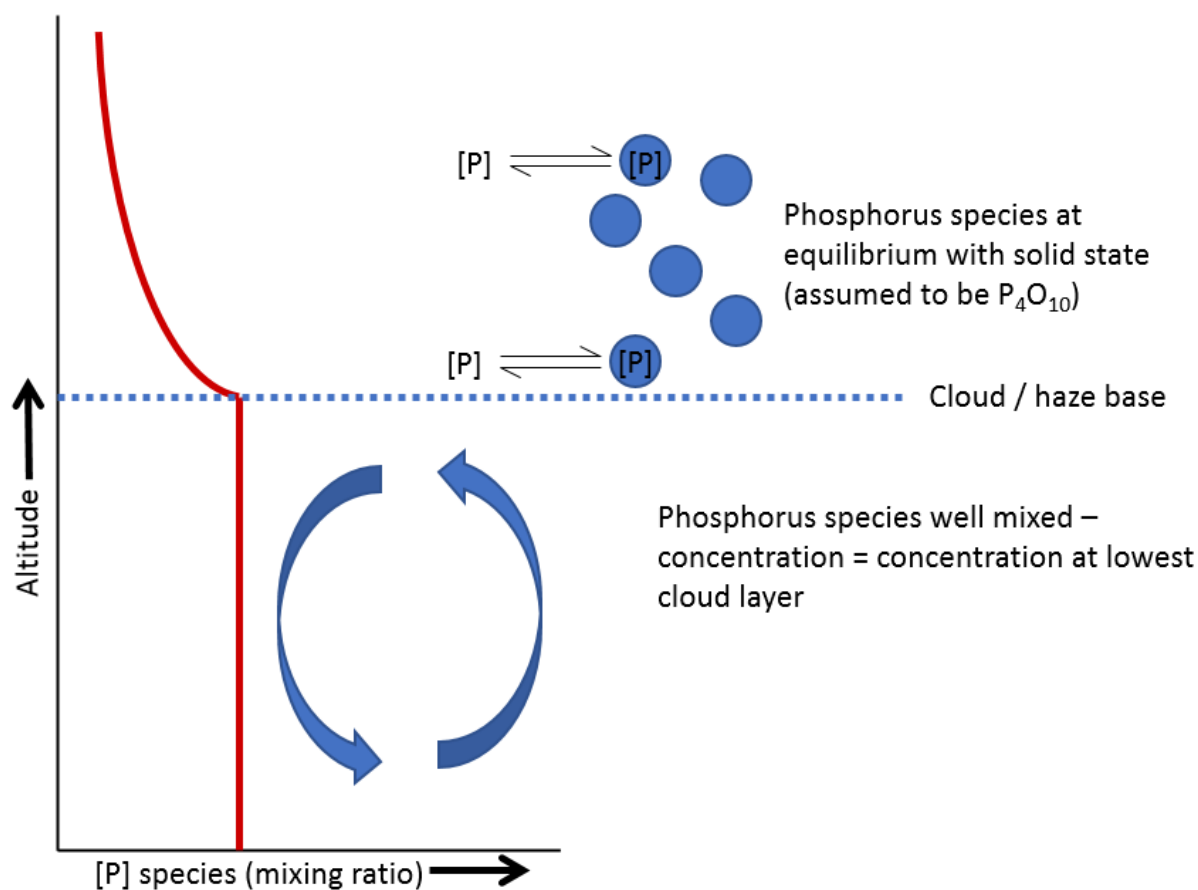 [P]
[P]
Phosphorus species at
equilibrium with solid state
(assumed to be P₄O₁₀)
[P]
[P]
Cloud / haze base
Phosphorus species well mixed –
concentration = concentration at lowest
cloud layer
Altitude
[P] species (mixing ratio)